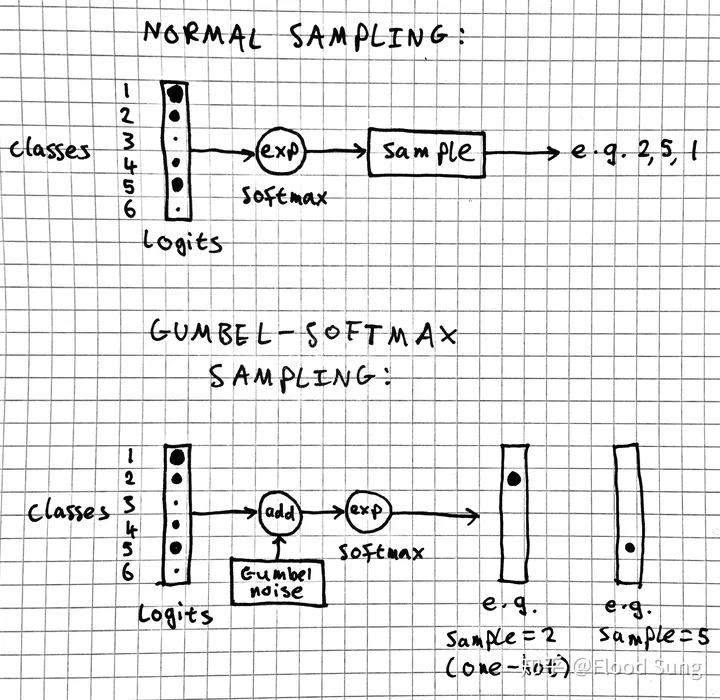 NORMAL SAMPLING:
1
2
3
classes
4
5
6
exp
sample
e.g. 2,5,1
softmax
Logits
GUMBEL-SOFTMAX
SAMPLING:
1
2
3
classes
4
5
6
add
exp
softmax
Gumbel
noise
Logits
e.g.
sample=2
(one-hot)
e.g.
sample=5
知乎 @Flood Sung